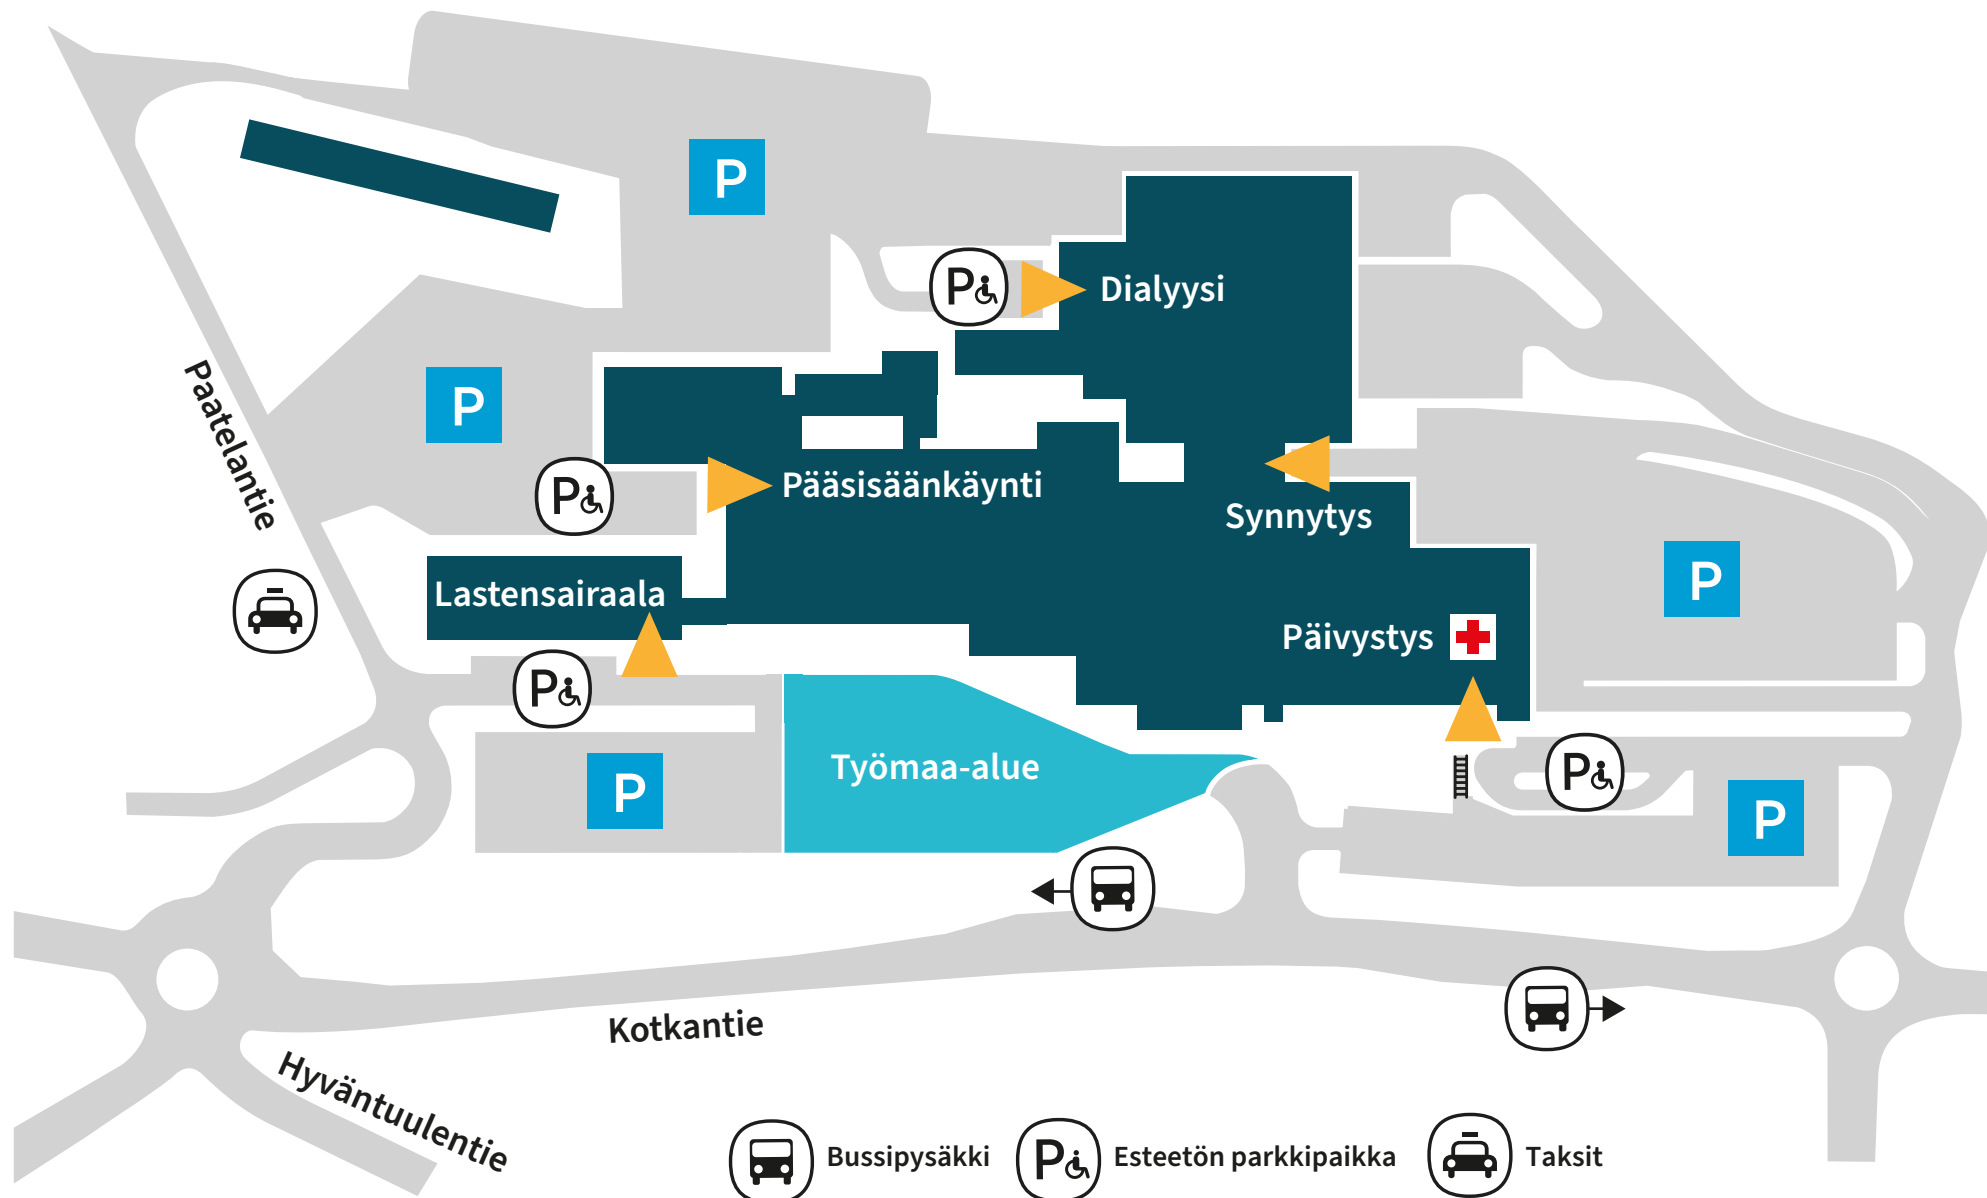 P
P
Dialyysi
Paatelantie
P
P
Pääsisäänkäynti
Synnytys
P
Lastensairaala
Päivystys
P
P
Työmaa-alue
P
P
P
Kotkantie
Hyväntuulentie
Bussipysäkki
P
Esteetön parkkipaikka
Taksit